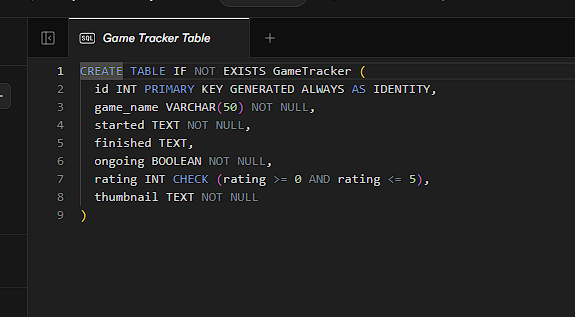 SQL Game Tracker Table +
1 CREATE TABLE IF NOT EXISTS GameTracker (
2 id INT PRIMARY KEY GENERATED ALWAYS AS IDENTITY,
3 game_name VARCHAR(50) NOT NULL,
4 started TEXT NOT NULL,
5 finished TEXT,
6 ongoing BOOLEAN NOT NULL,
7 rating INT CHECK (rating >= 0 AND rating <= 5),
8 thumbnail TEXT NOT NULL
9 )